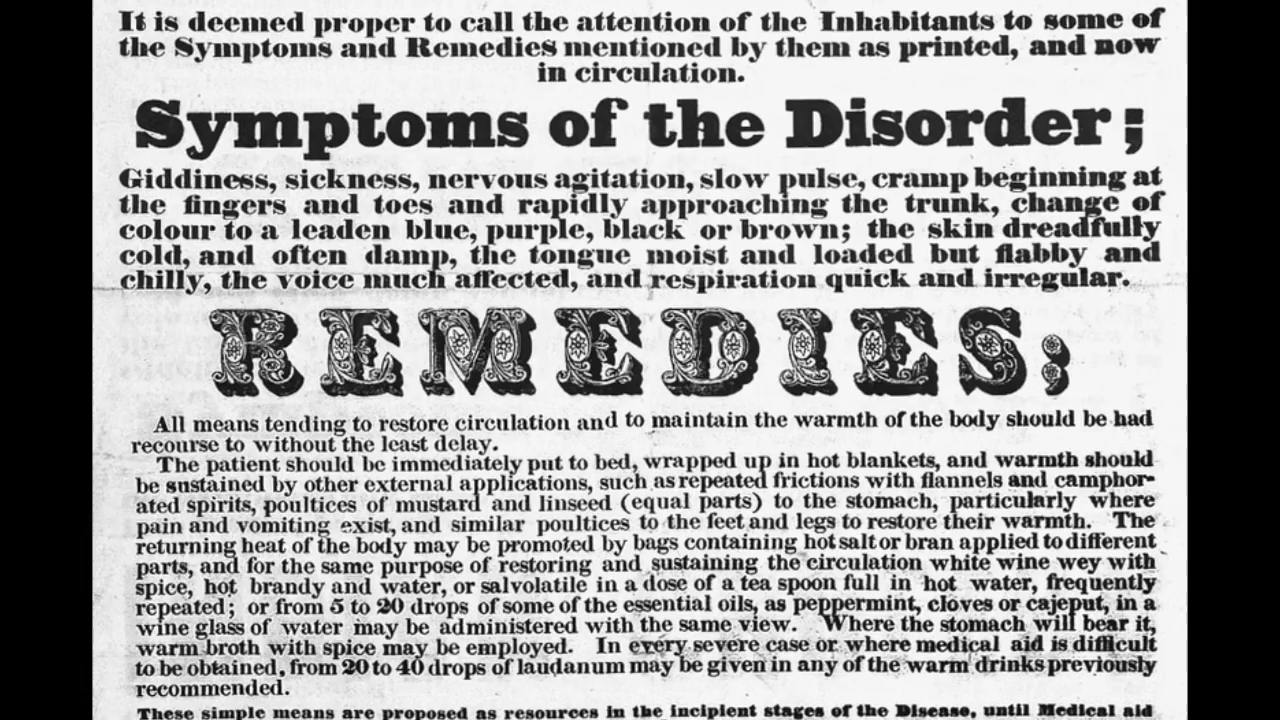 It is deemed proper to call the attention of the Inhabitants to some of
the Symptoms and Remedies mentioned by them as printed, and now
in circulation.
Symptoms of the Disorder;
Giddiness, sickness, nervous agitation, slow pulse, cramp beginning at
the fingers and toes and rapidly approaching the trunk, change of
colour to a leaden blue, purple, black or brown; the skin dreadfully
cold, and often damp, the tongue moist and loaded but flabby and
chilly, the voice much affected, and respiration quick and irregular.
REMEDIES;
All means tending to restore circulation and to maintain the warmth of the body should be had
recourse to without the least delay.
The patient should be immediately put to bed, wrapped up in hot blankets, and warmth should
be sustained by other external applications, such as repeated frictions with flannels and camphor-
ated spirits, poultices of mustard and linseed (equal parts) to the stomach, particularly where
pain and vomiting exist, and similar poultices to the feet and legs to restore their warmth. The
returning heat of the body may be promoted by bags containing hot salt or bran applied to different
parts, and for the same purpose of restoring and sustaining the circulation white wine wey with
spice, hot brandy and water, or salvolatile in a dose of a tea spoon full in hot water, frequently
repeated; or from 5 to 20 drops of some of the essential oils, as peppermint, cloves or cajeput, in a
wine glass of water may be administered with the same view. Where the stomach will bear it,
warm broth with spice may be employed. In every severe case or where medical aid is difficult
to be obtained, from 20 to 40 drops of laudanum may be given in any of the warm drinks previously
recommended.
These simple means are proposed as resources in the incipient stages of the Disease, until Medical aid